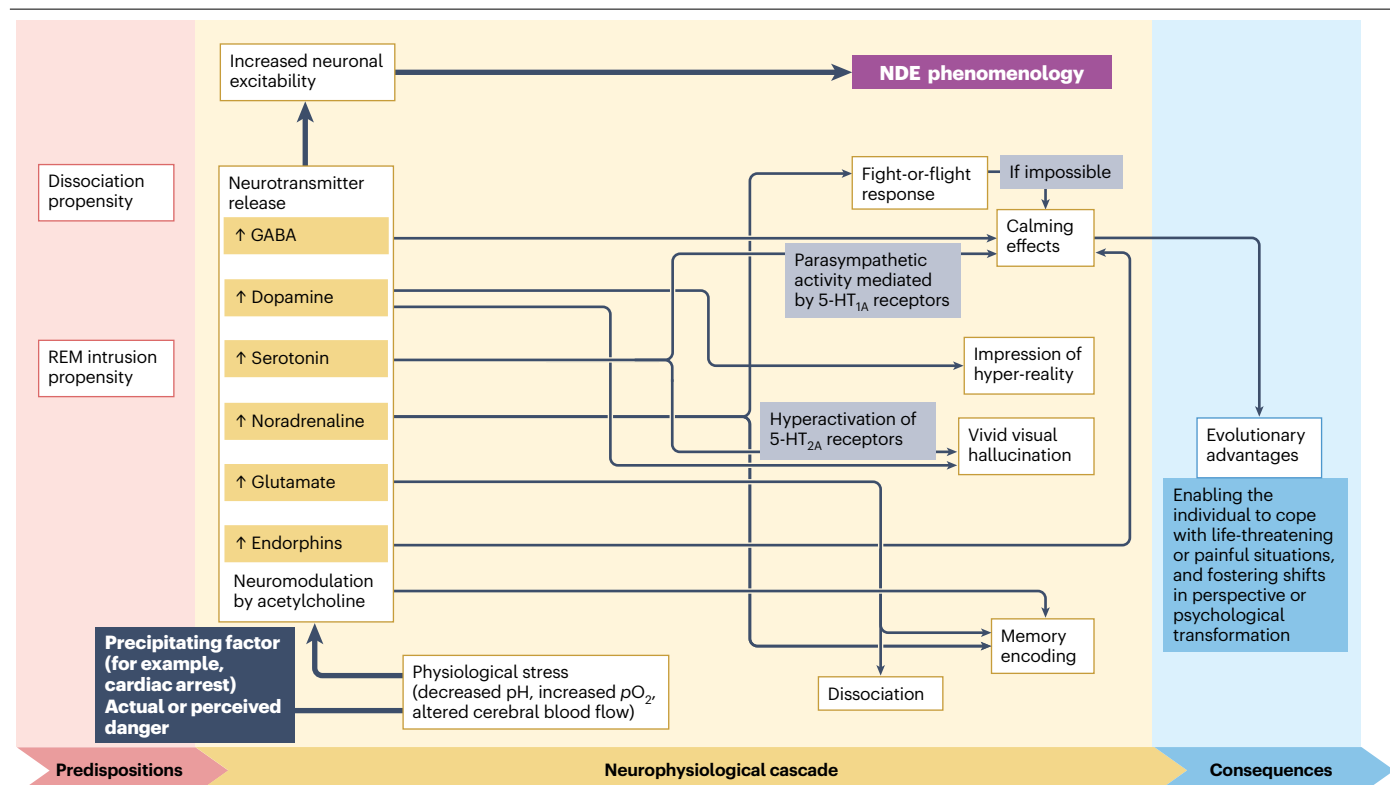 Increased neuronal
excitability
NDE phenomenology
Dissociation
propensity
REM intrusion
propensity
Neurotransmitter
release
↑ GABA
↑ Dopamine
↑ Serotonin
↑ Noradrenaline
↑ Glutamate
↑ Endorphins
Neuromodulation
by acetylcholine
Fight-or-flight
response
If impossible
Calming
effects
Parasympathetic
activity mediated
by 5-HT1A receptors
Impression of
hyper-reality
Hyperactivation of
5-HT2A receptors
Vivid visual
hallucination
Memory
encoding
Dissociation
Precipitating factor
(for example,
cardiac arrest)
Actual or perceived
danger
Physiological stress
(decreased pH, increased pO2,
altered cerebral blood flow)
Evolutionary
advantages
Enabling the
individual to cope
with life-threatening
or painful situations,
and fostering shifts
in perspective or
psychological
transformation
Predispositions
Neurophysiological cascade
Consequences